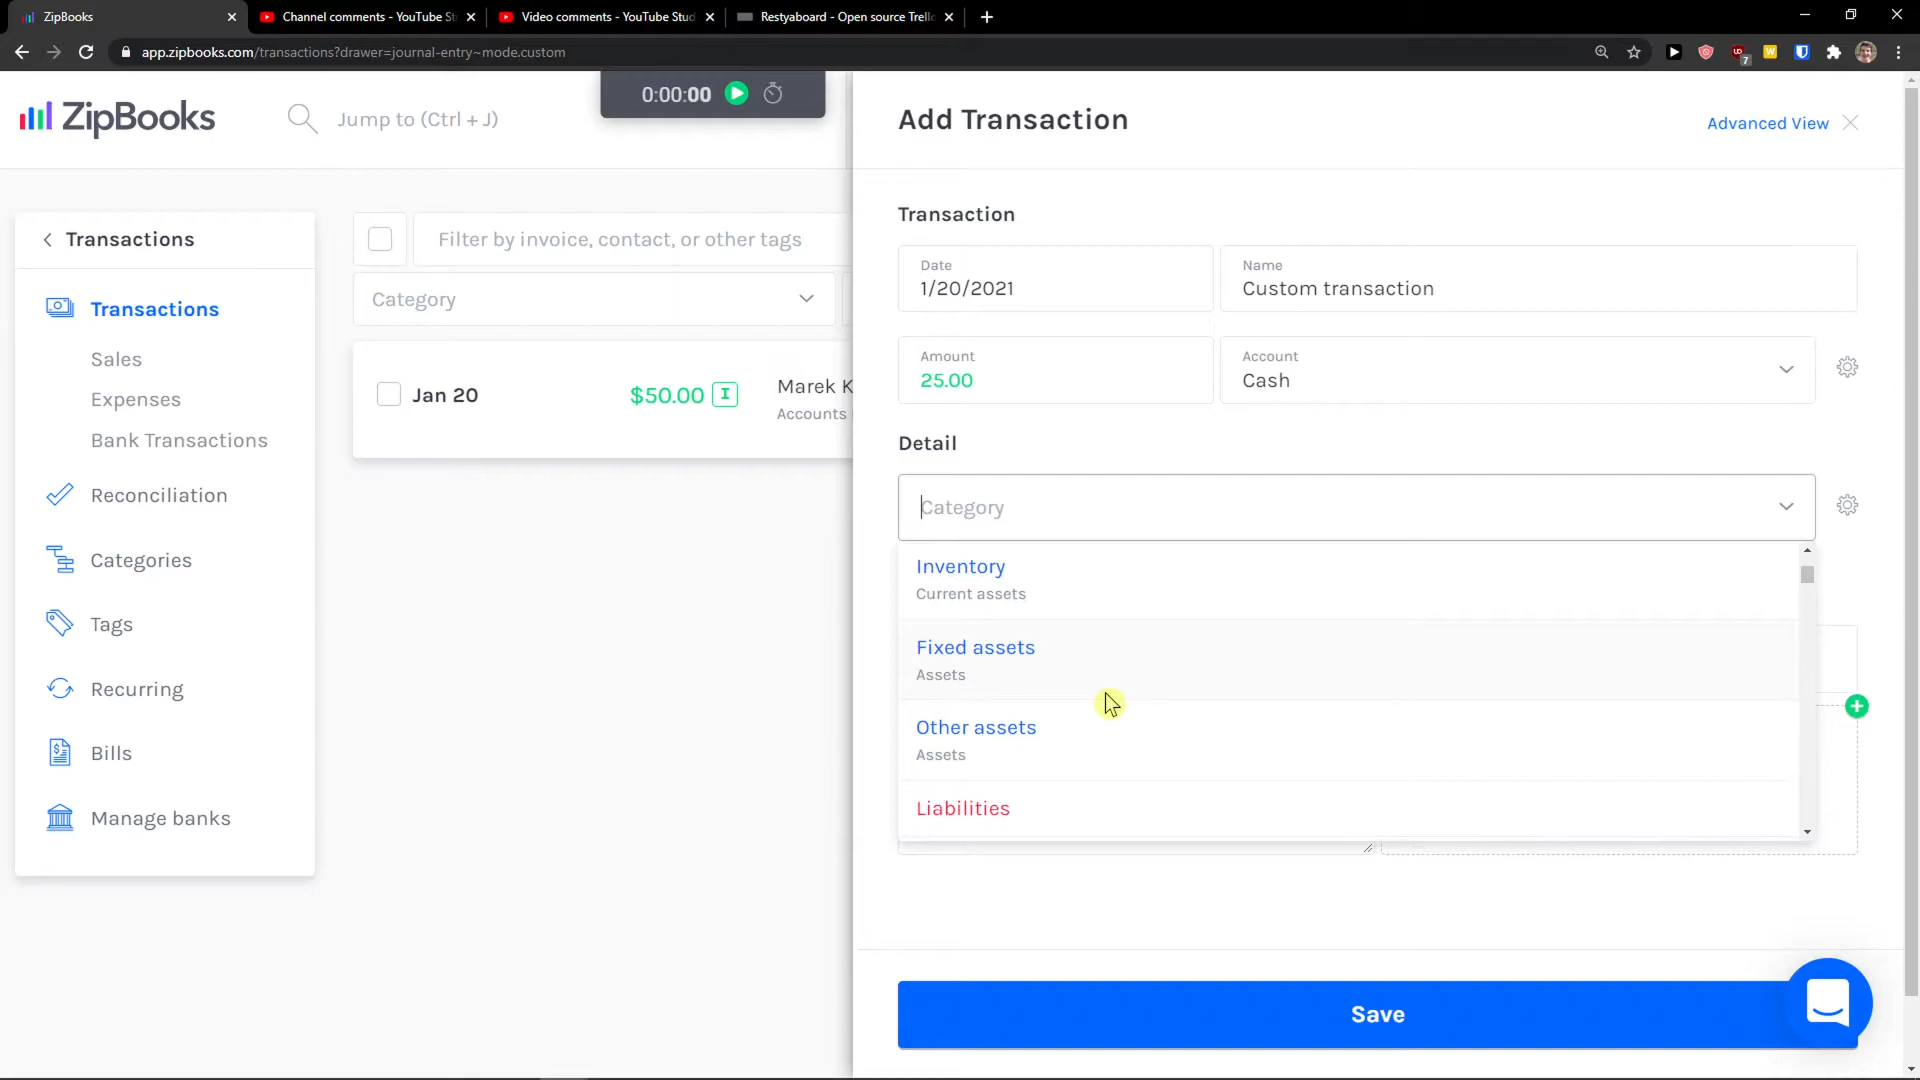 ZipBooks
Channel comments - YouTube St
Video comments - YouTube Stud
Restyaboard - Open source Trello
app.zipbooks.com/transactions?drawer=journal-entry~mode.custom
7
ZipBooks
Jump to (Ctrl + J)
0:00:00
Add Transaction
Advanced View
Transactions
Transactions
Sales
Expenses
Bank Transactions
Reconciliation
Categories
Tags
Recurring
Bills
Manage banks
Filter by invoice, contact, or other tags
Category
Jan 20
$50.00
I
Marek K
Accounts
Transaction
Date
1/20/2021
Name
Custom transaction
Amount
25.00
Account
Cash
Detail
Category
Inventory
Current assets
Fixed assets
Assets
Other assets
Assets
Liabilities
Save